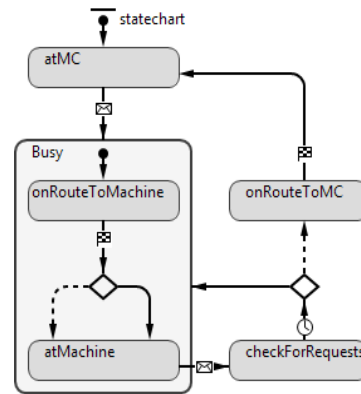 statechart
atMC
Busy
onRouteToMachine
onRouteToMC
atMachine
checkForRequests